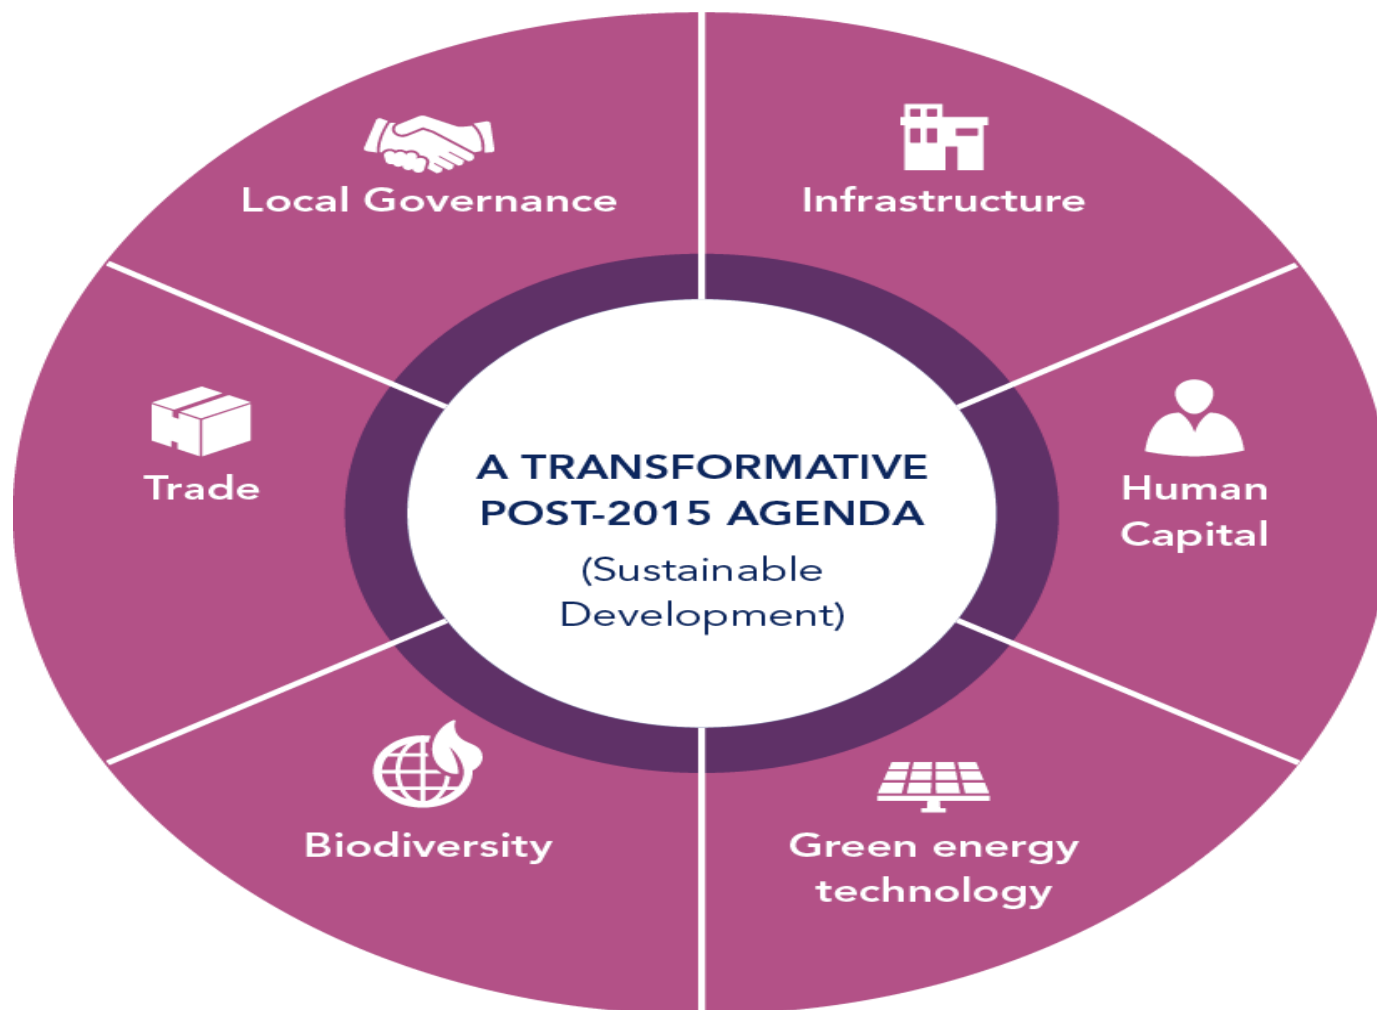 Local Governance
Infrastructure
Trade
A TRANSFORMATIVE
POST-2015 AGENDA
(Sustainable
Development)
Human
Capital
Biodiversity
Green energy
technology